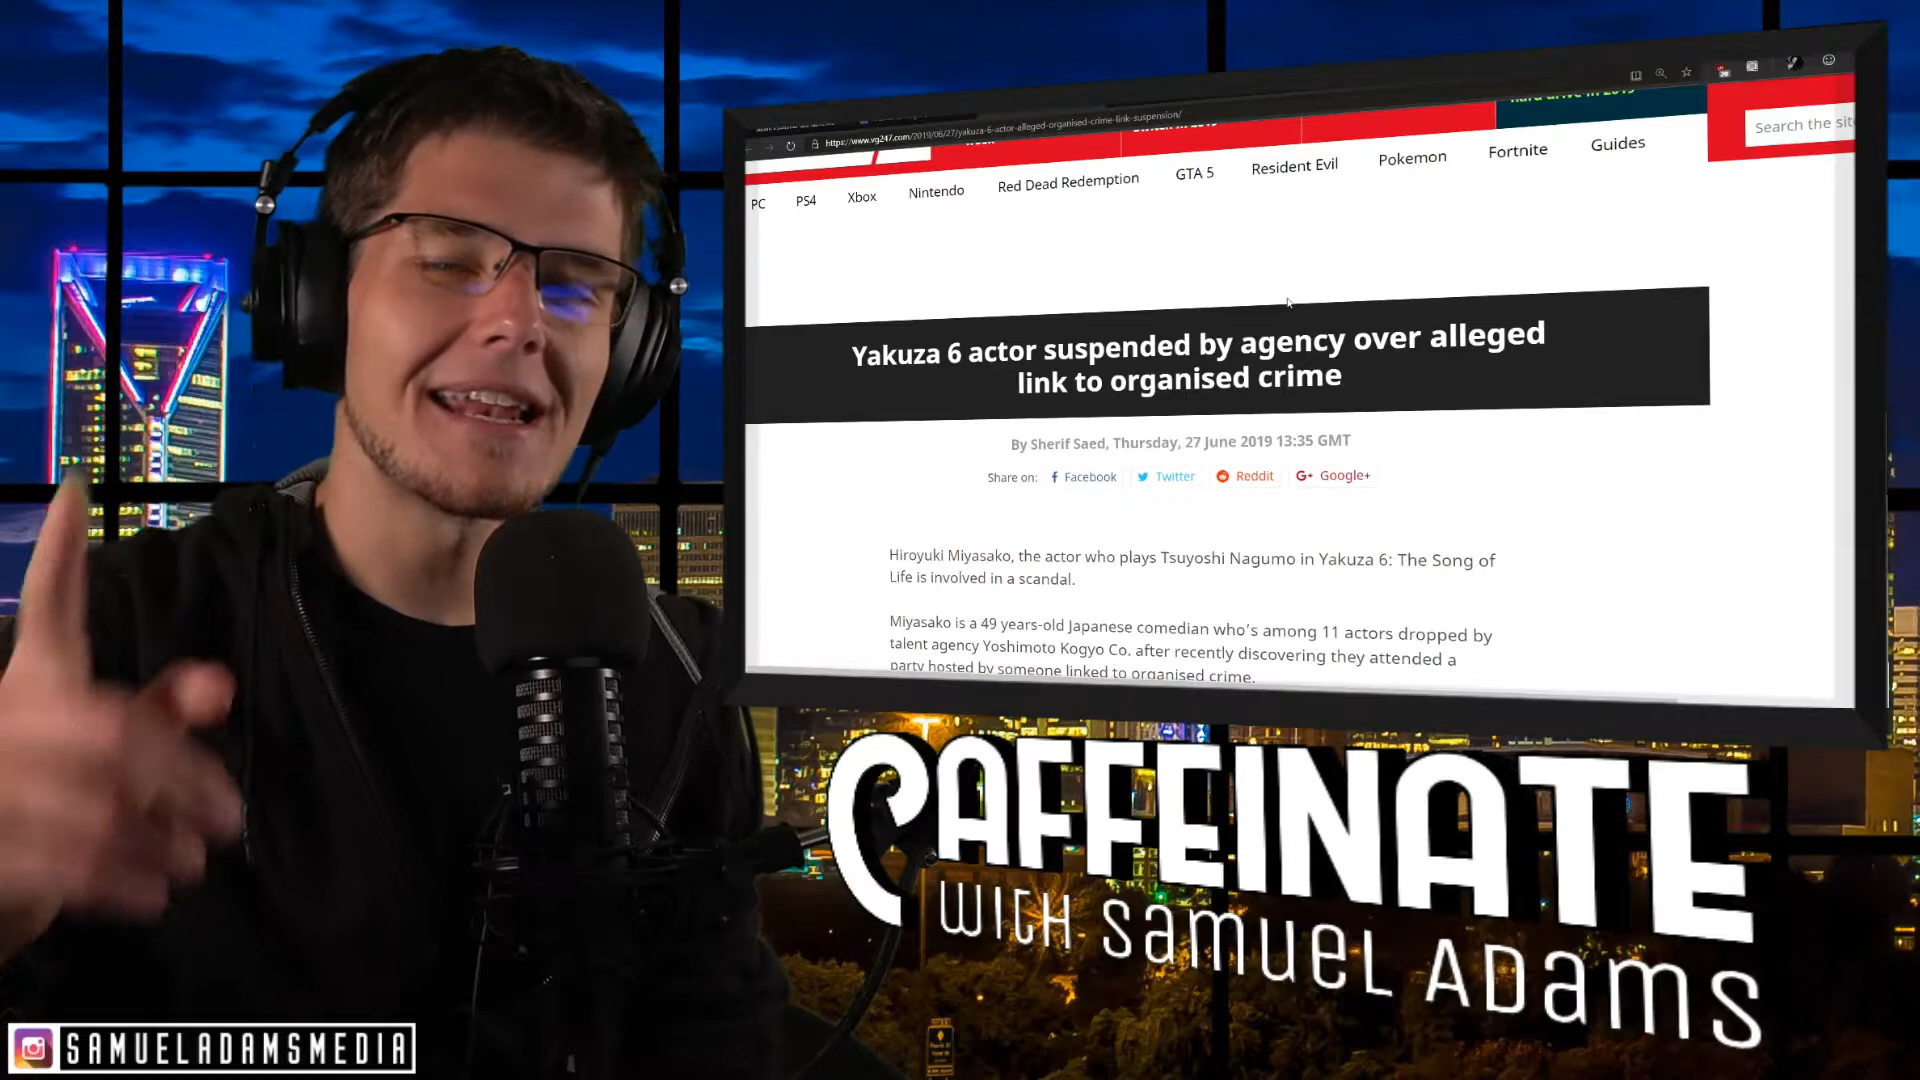 https://www.vg247.com/2019/06/27/yakuza-6-actor-alleged-organised-crime-link-suspension/
Search the sit
PC PS4 Xbox Nintendo Red Dead Redemption GTA 5 Resident Evil Pokemon Fortnite Guides
Yakuza 6 actor suspended by agency over alleged
link to organised crime
By Sherif Saed, Thursday, 27 June 2019 13:35 GMT
Share on: Facebook Twitter Reddit G+ Google+
Hiroyuki Miyasako, the actor who plays Tsuyoshi Nagumo in Yakuza 6: The Song of
Life is involved in a scandal.
Miyasako is a 49 years-old Japanese comedian who's among 11 actors dropped by
talent agency Yoshimoto Kogyo Co. after recently discovering they attended a
party hosted by someone linked to organised crime.
CAFFEINATE
WITH SAMUEL ADAMS
SAMUELADAMSMEDIA